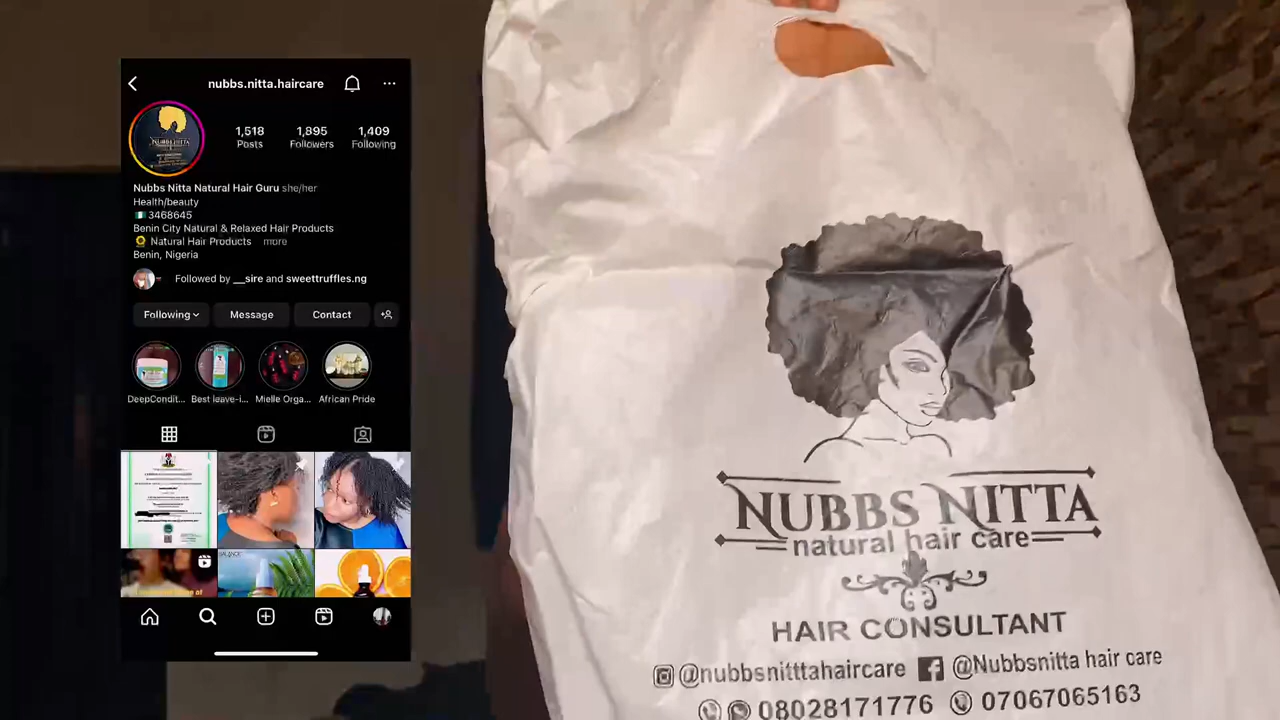 nubbs.nitta.haircare
1,518 1,895 1,409
Posts Followers Following
Nubbs Nitta Natural Hair Guru she/her
Health/beauty
3468645
Benin City Natural & Relaxed Hair Products
Natural Hair Products more
Benin, Nigeria
Followed by __sire and sweettruffles.ng
Following Message Contact
DeepCondit... Best leave-i... Mielle Orga... African Pride
NUBBS NITTA
natural hair care
HAIR CONSULTANT
@nubbsnitttahaircare @Nubbsnitta hair care
08028171776 07067065163